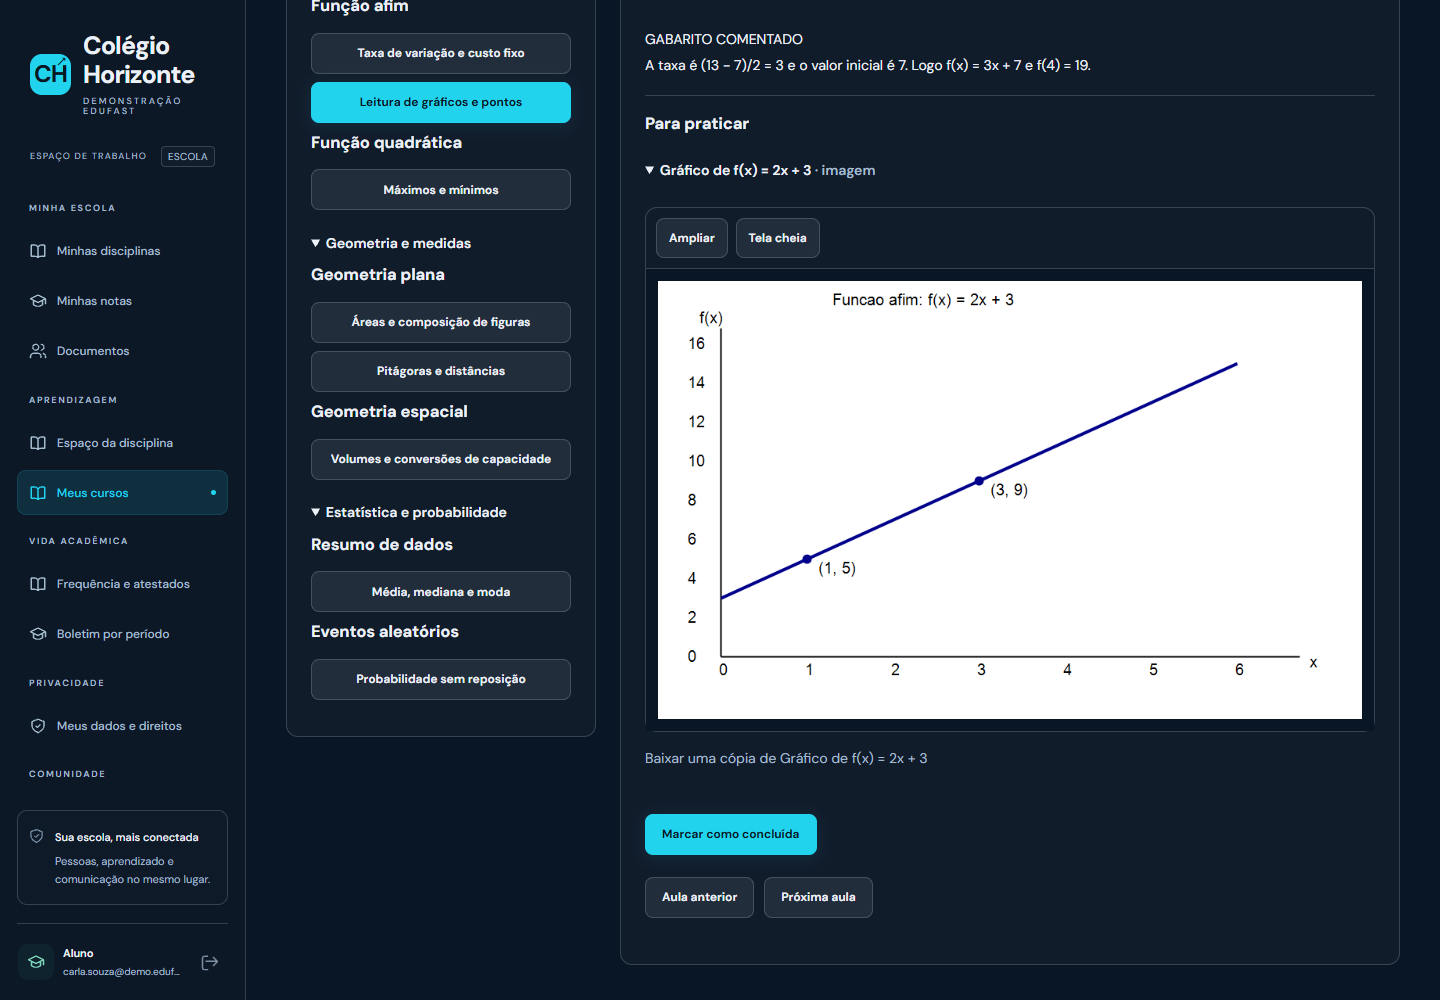 CH
Colégio
Horizonte
DEMONSTRAÇÃO
EDUFAST
ESPAÇO DE TRABALHO
ESCOLA
MINHA ESCOLA
Minhas disciplinas
Minhas notas
Documentos
APRENDIZAGEM
Espaço da disciplina
Meus cursos
VIDA ACADÊMICA
Frequência e atestados
Boletim por período
PRIVACIDADE
Meus dados e direitos
COMUNIDADE
Sua escola, mais conectada
Pessoas, aprendizado e
comunicação no mesmo lugar.
Aluno
carla.souza@demo.eduf...
Função afim
Taxa de variação e custo fixo
Leitura de gráficos e pontos
Função quadrática
Máximos e mínimos
▼ Geometria e medidas
Geometria plana
Áreas e composição de figuras
Pitágoras e distâncias
Geometria espacial
Volumes e conversões de capacidade
▼ Estatística e probabilidade
Resumo de dados
Média, mediana e moda
Eventos aleatórios
Probabilidade sem reposição
GABARITO COMENTADO
A taxa é (13 − 7)/2 = 3 e o valor inicial é 7. Logo f(x) = 3x + 7 e f(4) = 19.
Para praticar
▼ Gráfico de f(x) = 2x + 3 · imagem
Ampliar
Tela cheia
Funcao afim: f(x) = 2x + 3
f(x)
16
14
12
10
8
6
4
2
0
(3, 9)
(1, 5)
0 1 2 3 4 5 6
x
Baixar uma cópia de Gráfico de f(x) = 2x + 3
Marcar como concluída
Aula anterior
Próxima aula